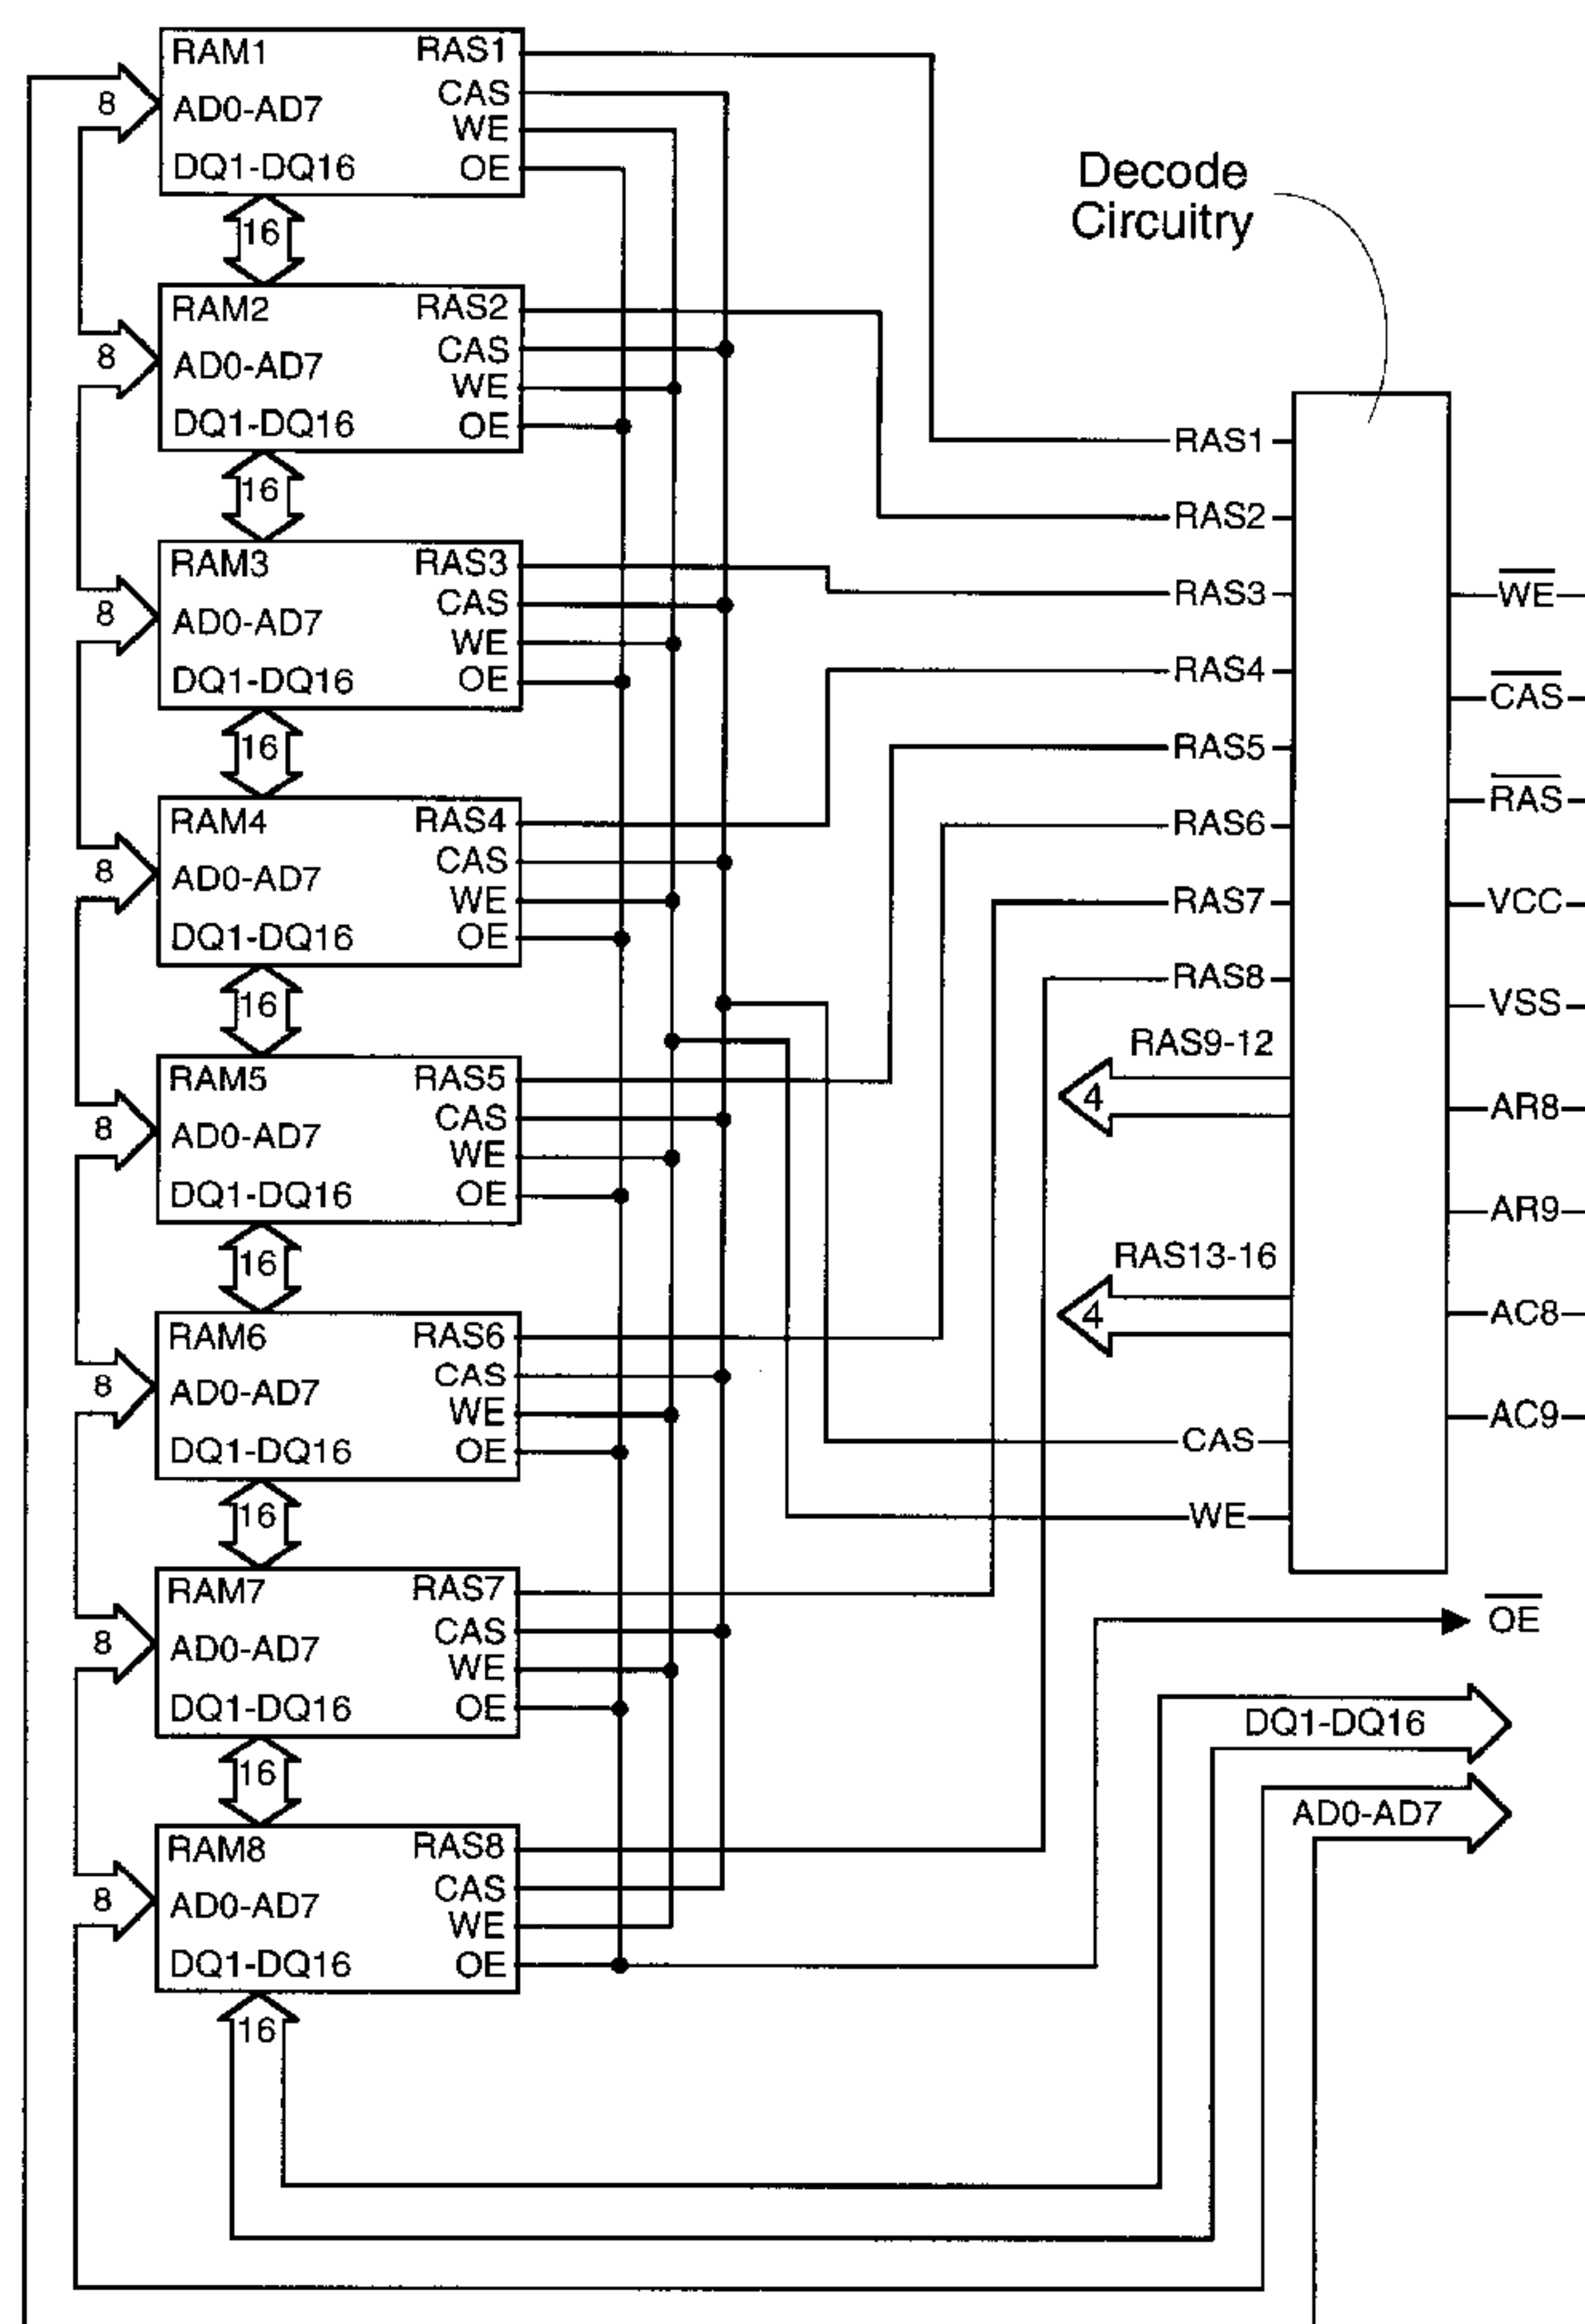 RAM1 RAS1
CAS
8 AD0-AD7
WE
DQ1-DQ16 OE
16
RAM2 RAS2
CAS
8 AD0-AD7
WE
DQ1-DQ16 OE
16
RAM3 RAS3
CAS
8 AD0-AD7
WE
DQ1-DQ16 OE
16
RAM4 RAS4
CAS
8 AD0-AD7
WE
DQ1-DQ16 OE
16
RAM5 RAS5
CAS
8 AD0-AD7
WE
DQ1-DQ16 OE
16
RAM6 RAS6
CAS
8 AD0-AD7
WE
DQ1-DQ16 OE
16
RAM7 RAS7
CAS
8 AD0-AD7
WE
DQ1-DQ16 OE
16
RAM8 RAS8
CAS
8 AD0-AD7
WE
DQ1-DQ16 OE
16
Decode
Circuitry
RAS1
RAS2
RAS3
RAS4
RAS5
RAS6
RAS7
RAS8
RAS9-12
4
RAS13-16
4
CAS
WE
W̅E̅
C̅A̅S̅
R̅A̅S̅
VCC
VSS
AR8
AR9
AC8
AC9
O̅E̅
DQ1-DQ16
AD0-AD7